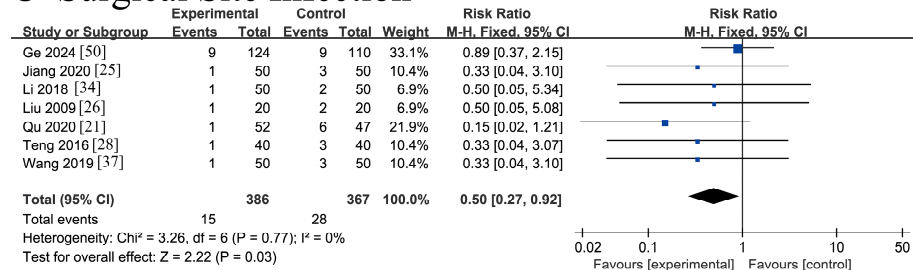 Surgical Site Infection
Experimental Control Risk Ratio Risk Ratio
Study or Subgroup Events Total Events Total Weight M-H, Fixed, 95% CI M-H, Fixed, 95% CI
Ge 2024 [50] 9 124 9 110 33.1% 0.89 [0.37, 2.15]
Jiang 2020 [25] 1 50 3 50 10.4% 0.33 [0.04, 3.10]
Li 2018 [34] 1 50 2 50 6.9% 0.50 [0.05, 5.34]
Liu 2009 [26] 1 20 2 20 6.9% 0.50 [0.05, 5.08]
Qu 2020 [21] 1 52 6 47 21.9% 0.15 [0.02, 1.21]
Teng 2016 [28] 1 40 3 40 10.4% 0.33 [0.04, 3.07]
Wang 2019 [37] 1 50 3 50 10.4% 0.33 [0.04, 3.10]
Total (95% CI) 386 367 100.0% 0.50 [0.27, 0.92]
Total events 15 28
Heterogeneity: Chi² = 3.26, df = 6 (P = 0.77); I² = 0%
Test for overall effect: Z = 2.22 (P = 0.03)
0.02 0.1 1 10 50
Favours [experimental] Favours [control]